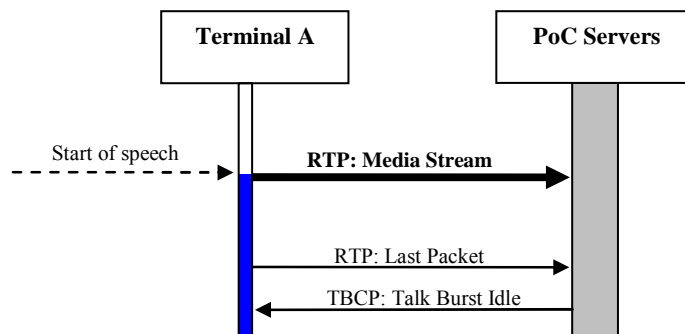 Terminal A
PoC Servers
Start of speech
RTP: Media Stream
RTP: Last Packet
TBCP: Talk Burst Idle